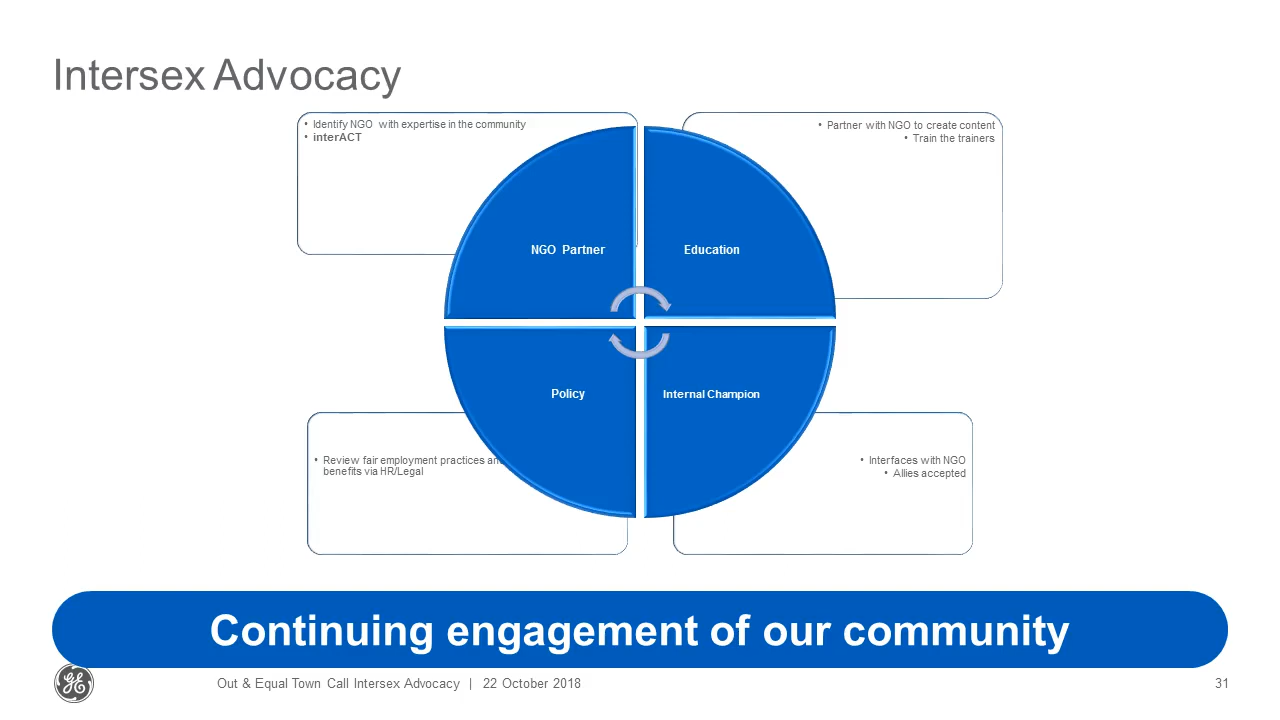 Intersex Advocacy
• Identify NGO with expertise in the community
• interACT
• Partner with NGO to create content
• Train the trainers
NGO Partner
Education
Policy
Internal Champion
• Review fair employment practices
benefits via HR/Legal
• Interfaces with NGO
• Allies accepted
Continuing engagement of our community
GE
Out & Equal Town Call Intersex Advocacy | 22 October 2018
31